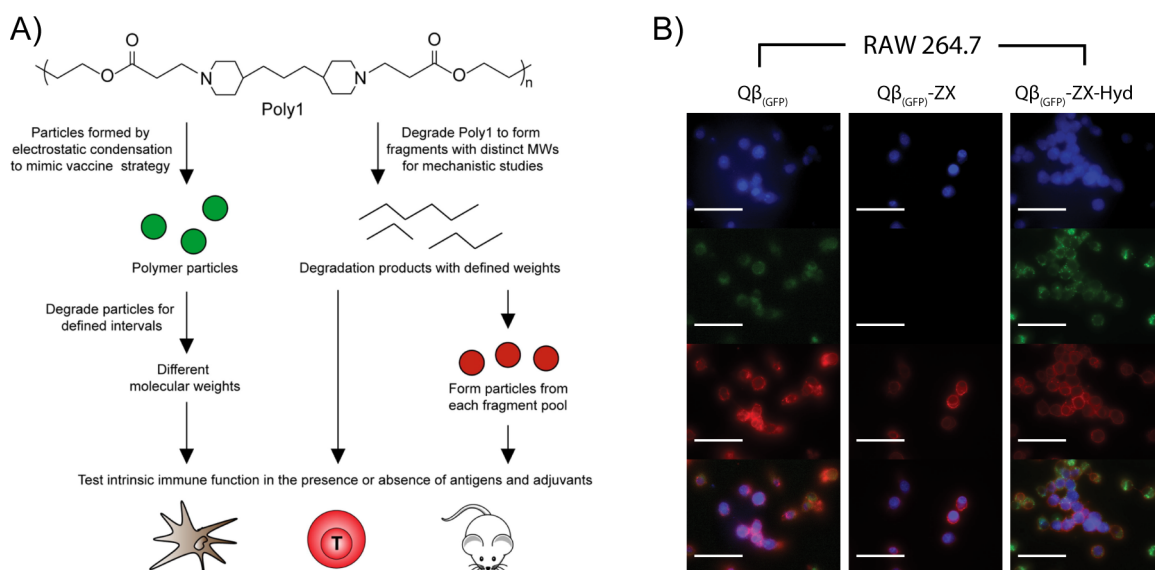 A)
O
O
O
N
N
O
n
Poly1
Particles formed by
electrostatic condensation
to mimic vaccine strategy
Degrade Poly1 to form
fragments with distinct MWs
for mechanistic studies
Polymer particles
Degradation products with defined weights
Degrade particles for
defined intervals
Different
molecular weights
Form particles from
each fragment pool
Test intrinsic immune function in the presence or absence of antigens and adjuvants
T
B)
RAW 264.7
Qβ(GFP)
Qβ(GFP)-ZX
Qβ(GFP)-ZX-Hyd